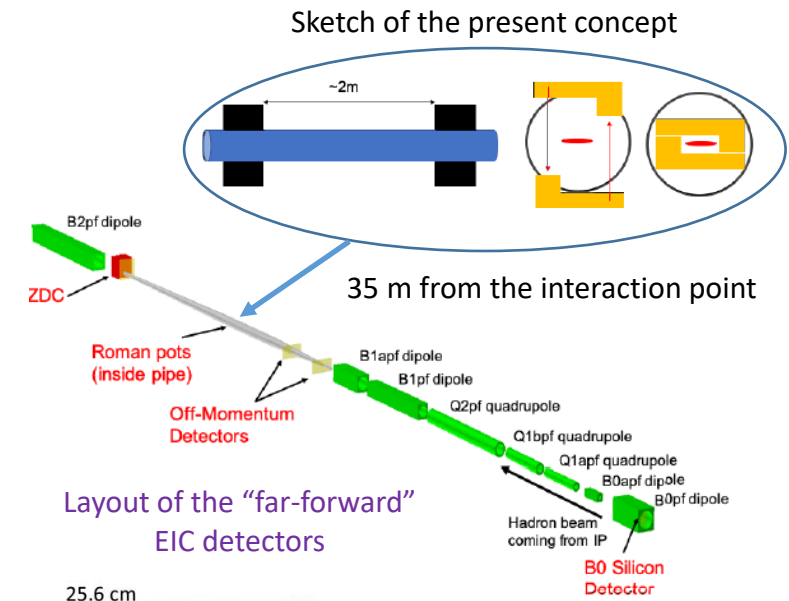 Sketch of the present concept
~2m
B2pf dipole
ZDC
35 m from the interaction point
Roman pots
(inside pipe)
B1apf dipole
B1pf dipole
Off-Momentum
Detectors
Q2pf quadrupole
Q1bpf quadrupole
Q1apf quadrupole
B0apf dipole
B0pf dipole
Layout of the “far-forward”
EIC detectors
Hadron beam
coming from IP
B0 Silicon
Detector
25.6 cm